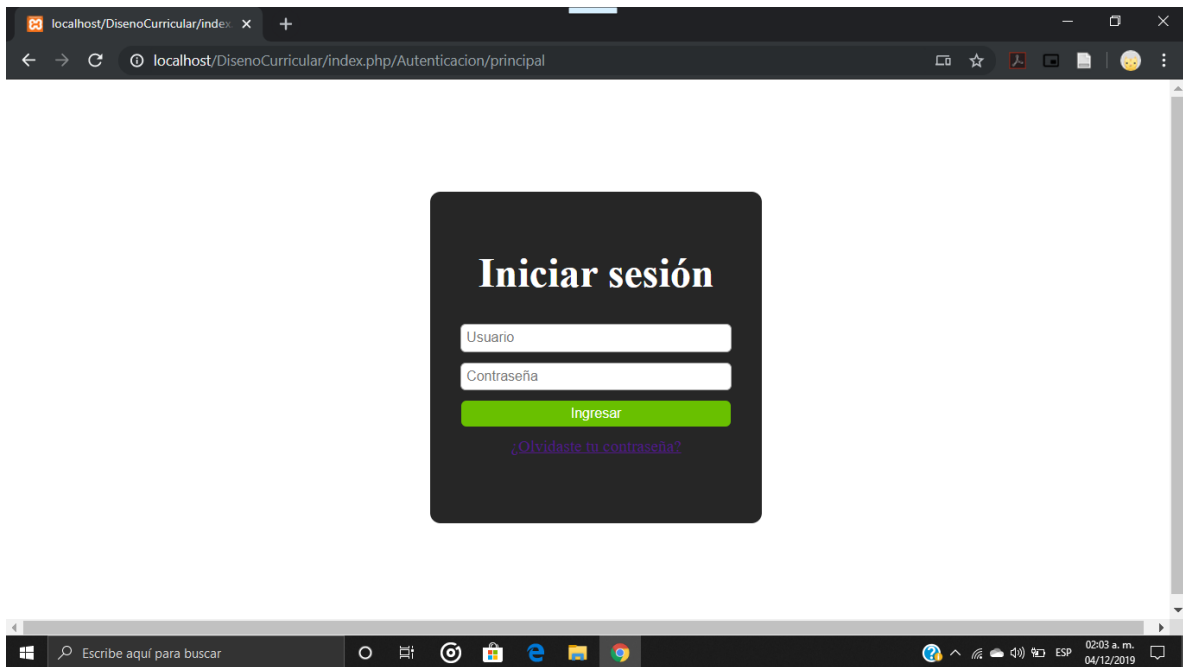 localhost/DisenoCurricular/index
localhost/DisenoCurricular/index.php/Autenticacion/principal
Iniciar sesión
Usuario
Contraseña
Ingresar
¿Olvidaste tu contraseña?
Escribe aquí para buscar
ESP
02:03 a. m.
04/12/2019